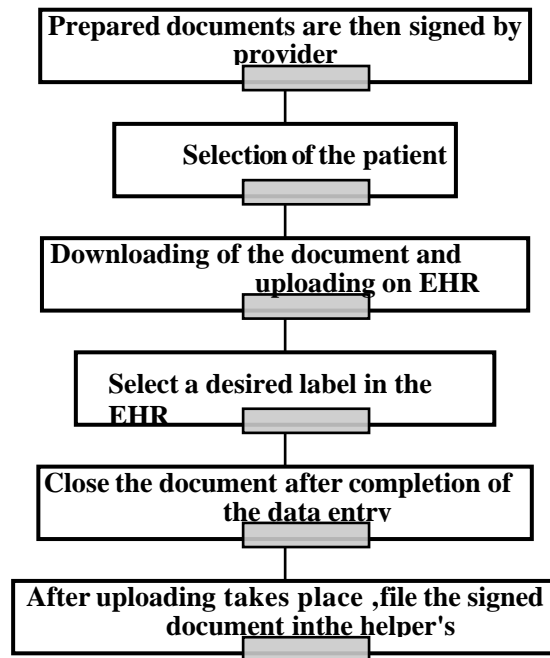 Prepared documents are then signed by
provider
Selection of the patient
Downloading of the document and
uploading on EHR
Select a desired label in the
EHR
Close the document after completion of
the data entry
After uploading takes place ,file the signed
document inthe helper's